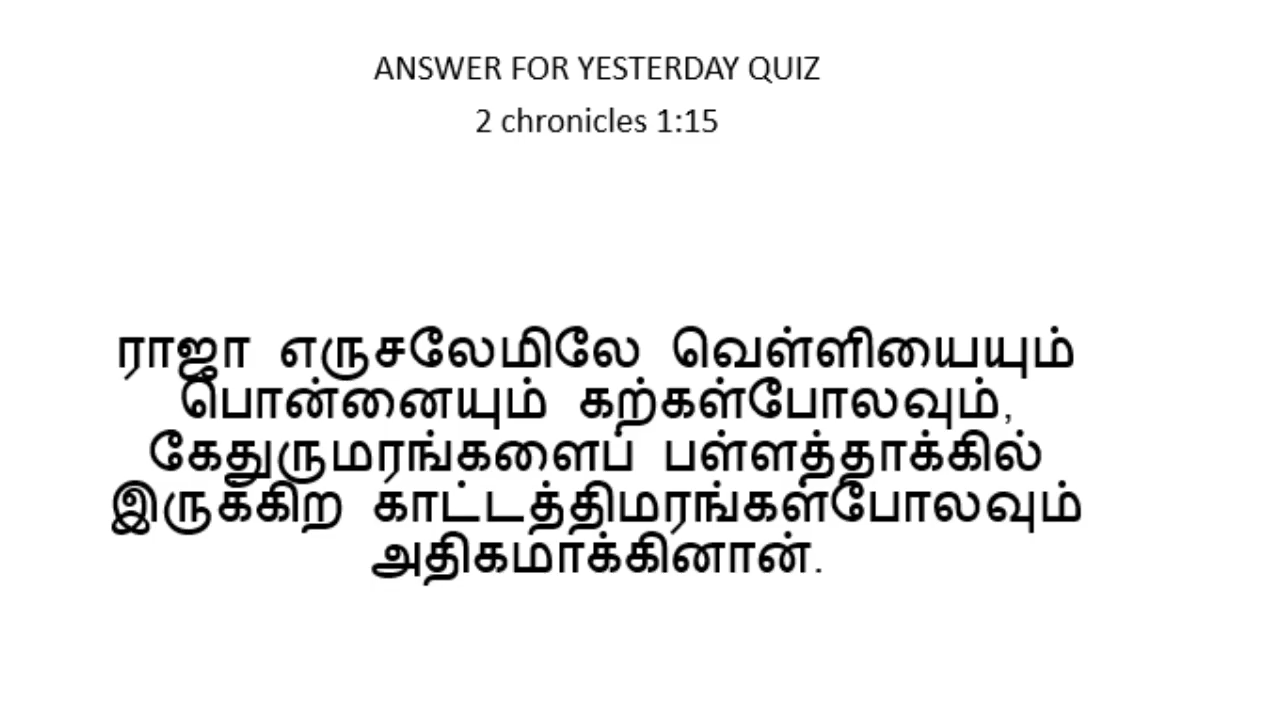 ANSWER FOR YESTERDAY QUIZ
2 chronicles 1:15
ராஜா எருசலேமிலே வெள்ளியையும்
பொன்னையும் கற்கள்போலவும்,
கேதுருமரங்களைப் பள்ளத்தாக்கில்
இருக்கிற காட்டத்திமரங்கள்போலவும்
அதிகமாக்கினான்.